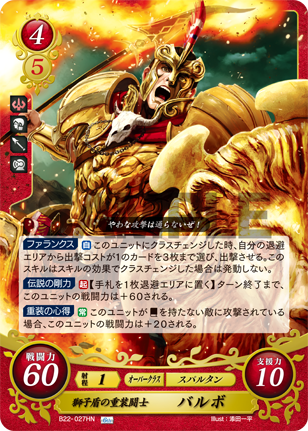 4
5
やわな攻撃は通らないぜ!
ファランクス 自 このユニットにクラスチェンジした時、自分の退避
エリアから出撃コストが1のカードを3枚まで選び、出撃させる。この
スキルはスキルの効果でクラスチェンジした場合は発動しない。
伝説の剛力 起 【手札を1枚退避エリアに置く】ターン終了まで、
このユニットの戦闘力は+60される。
重装の心得 常 このユニットが を持たない敵に攻撃されている
場合、このユニットの戦闘力は+20される。
戦闘力
60
射程 1 オーバークラス スパルタン
支援力
10
獅子盾の重装闘士 バルボ
B22-027HN
Illust:車田一平